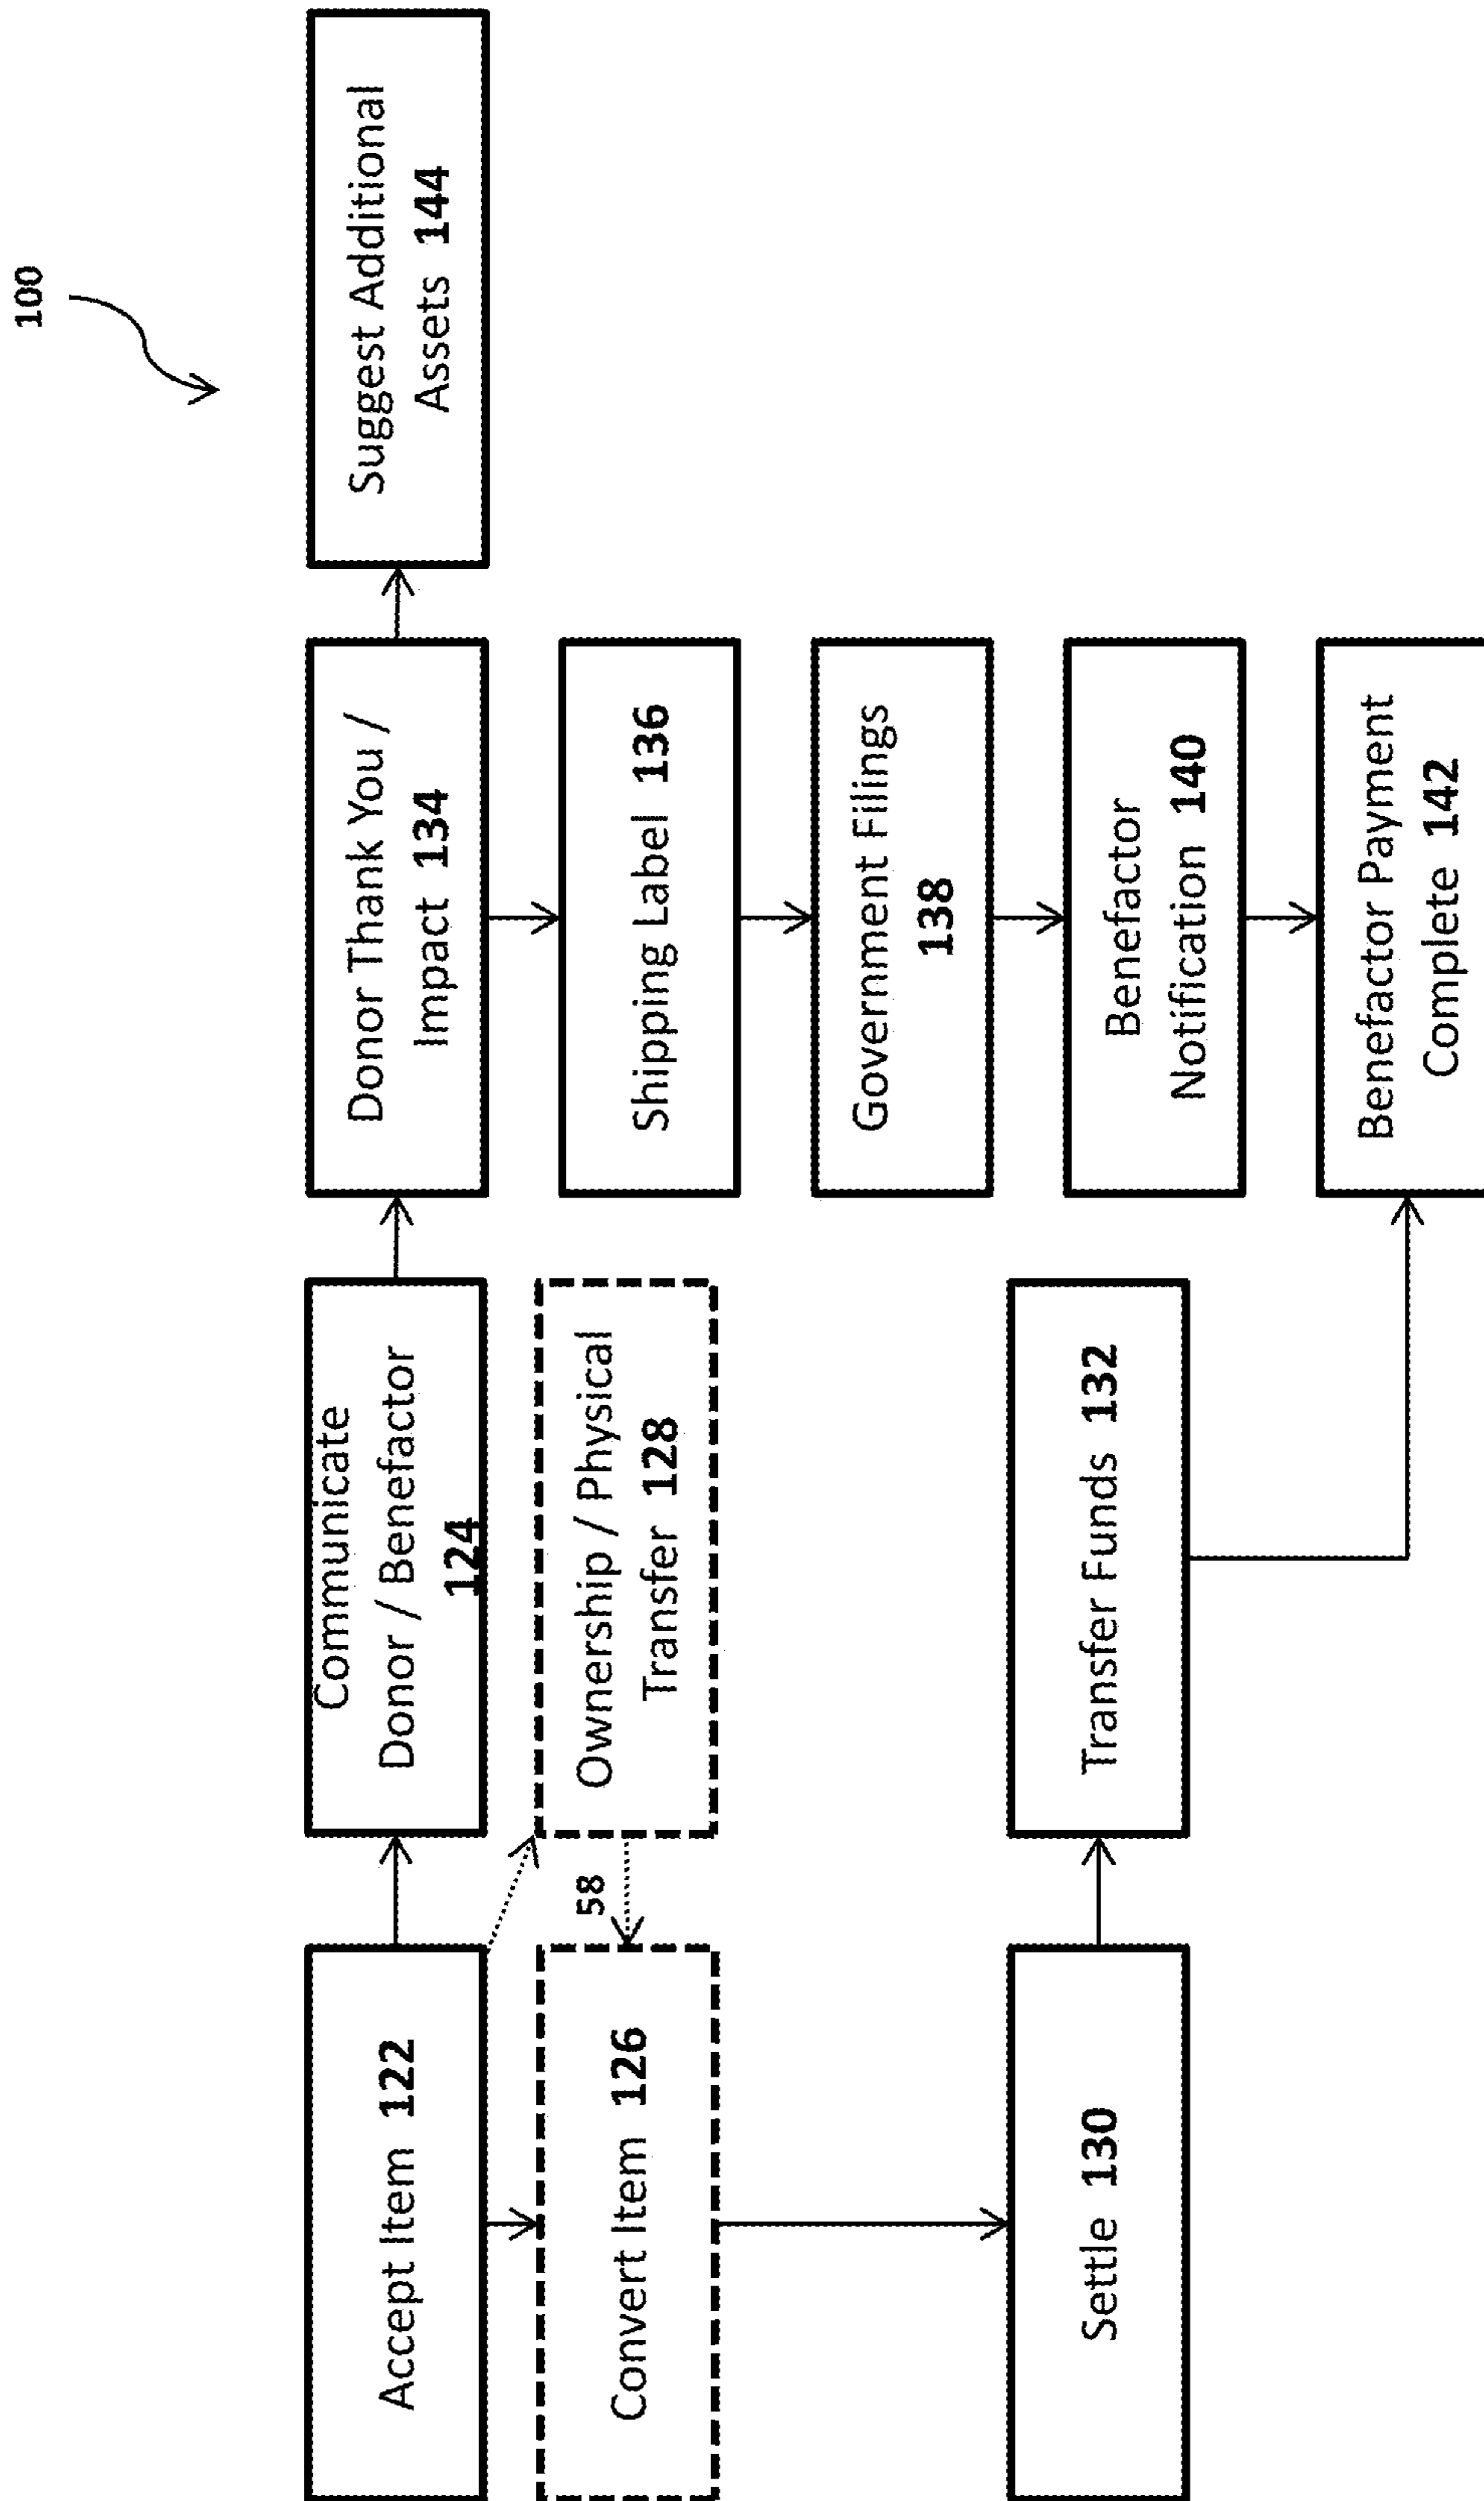 100
Accept Item 122
Communicate
Donor / Benefactor
124
Donor Thank You /
Impact 134
Suggest Additional
Assets 144
Convert Item 126
58
Ownership / Physical
Transfer 128
Shipping Label 136
Government Filings
138
Settle 130
Transfer Funds 132
Benefactor
Notification 140
Benefactor Payment
Complete 142